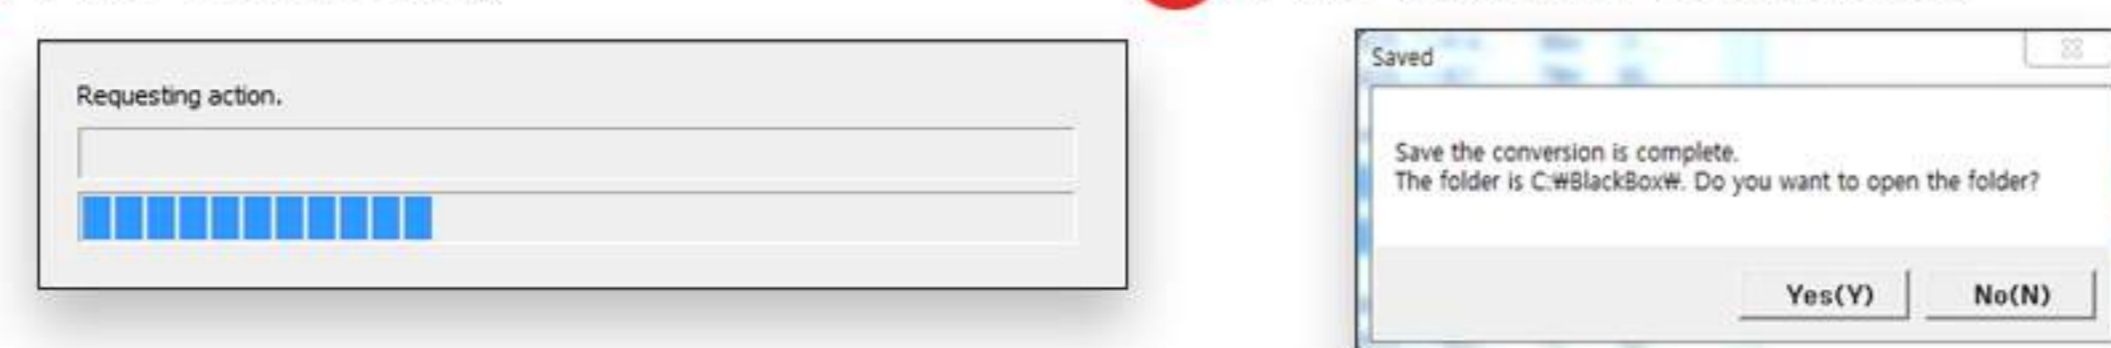 Requesting action.
Saved
Save the conversion is complete.
The folder is C:₩BlackBox₩. Do you want to open the folder?
Yes(Y)
No(N)